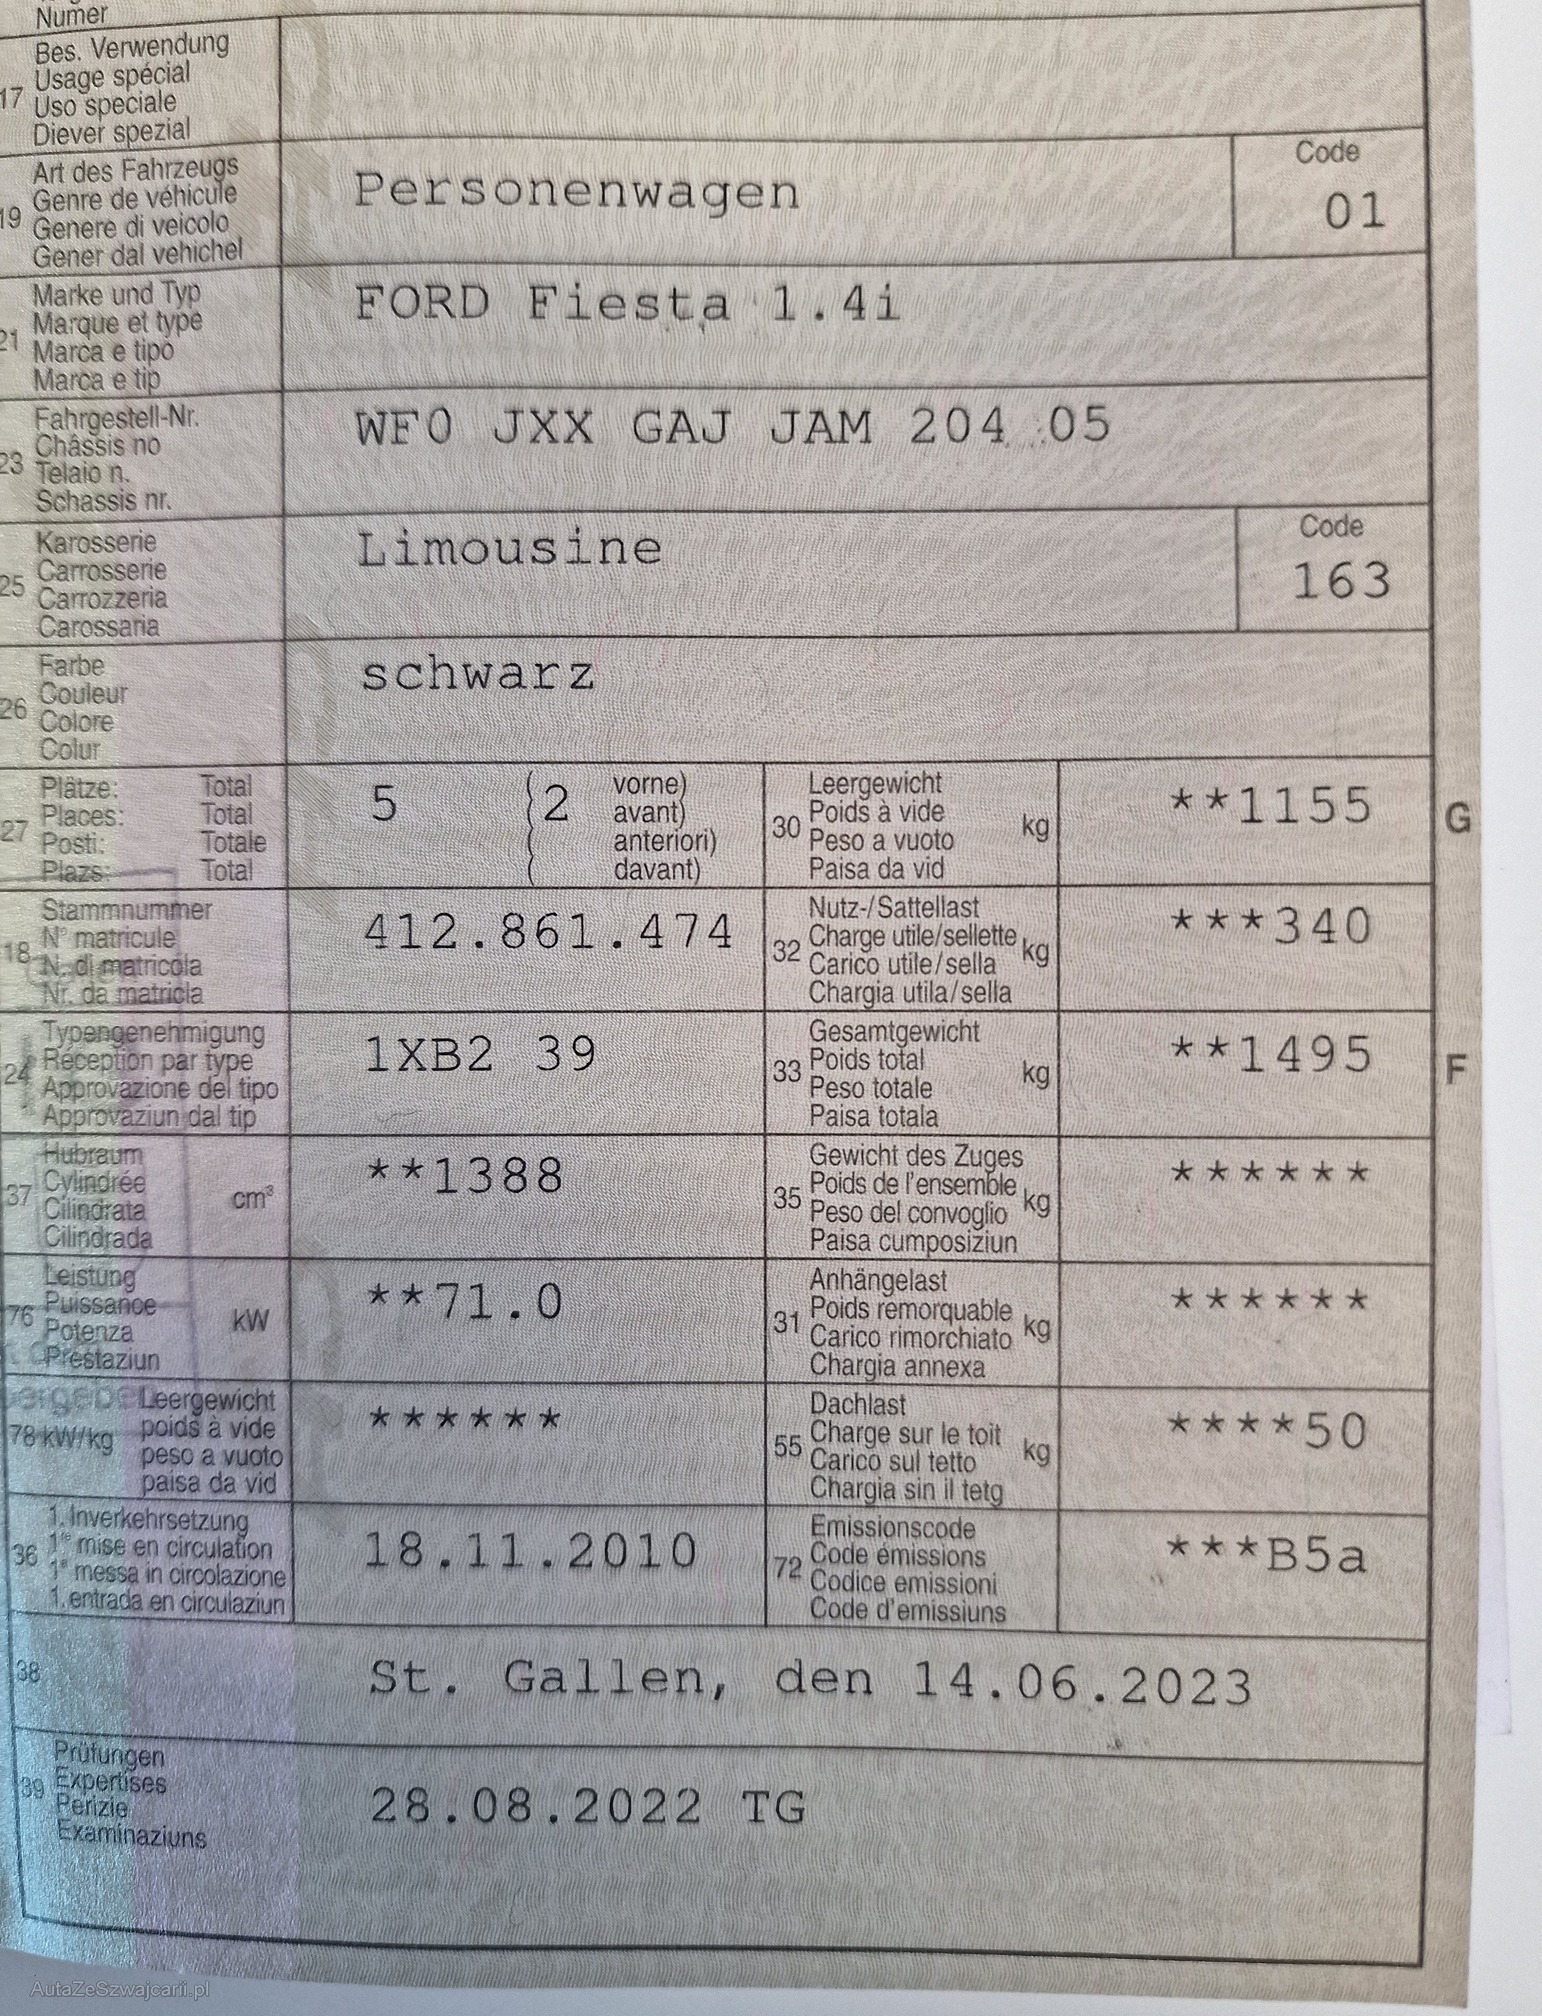 Numer
17 Bes. Verwendung
Usage spécial
Uso speciale
Diever spezial
19 Art des Fahrzeugs
Genre de véhicule
Genere di veicolo
Gener dal vehichel
Personenwagen
Code
01
21 Marke und Typ
Marque et type
Marca e tipo
Marca e tip
FORD Fiesta 1.4i
23 Fahrgestell-Nr.
Châssis no
Telaio n.
Schassis nr.
WF0 JXX GAJ JAM 204 05
25 Karosserie
Carrosserie
Carrozzeria
Carossaria
Limousine
Code
163
26 Farbe
Couleur
Colore
Colur
schwarz
27 Plätze: Total
Places: Total
Posti: Totale
Plazs: Total
5 (2 vorne)
( avant)
( anteriori)
( davant)
30 Leergewicht
Poids à vide
Peso a vuoto
Paisa da vid
kg
**1155
G
18 Stammnummer
N° matricule
N. di matricola
Nr. da matricla
412.861.474
32 Nutz-/Sattellast
Charge utile/sellette
Carico utile/sella
Chargia utila/sella
kg
***340
24 Typengenehmigung
Réception par type
Approvazione del tipo
Approvaziun dal tip
1XB2 39
33 Gesamtgewicht
Poids total
Peso totale
Paisa totala
kg
**1495
F
37 Hubraum
Cylindrée
Cilindrata
Cilindrada
cm³
**1388
35 Gewicht des Zuges
Poids de l'ensemble
Peso del convoglio
Paisa cumposiziun
kg
******
76 Leistung
Puissance
Potenza
Prestaziun
kW
**71.0
31 Anhängelast
Poids remorquable
Carico rimorchiato
Chargia annexa
kg
******
78 kW/kg Leergewicht
poids à vide
peso a vuoto
paisa da vid
******
55 Dachlast
Charge sur le toit
Carico sul tetto
Chargia sin il tetg
kg
****50
36 1. Inverkehrsetzung
1re mise en circulation
1a messa in circolazione
1. entrada en circulaziun
18.11.2010
72 Emissionscode
Code émissions
Codice emissioni
Code d'emissiuns
***B5a
38 St. Gallen, den 14.06.2023
39 Prüfungen
Expertises
Perizie
Examinaziuns
28.08.2022 TG
AutaZeSzwajcarii.pl